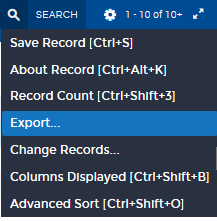 SEARCH 1 - 10 of 10+
Save Record [Ctrl+S]
About Record [Ctrl+Alt+K]
Record Count [Ctrl+Shift+3]
Export...
Change Records...
Columns Displayed [Ctrl+Shift+B]
Advanced Sort [Ctrl+Shift+O]